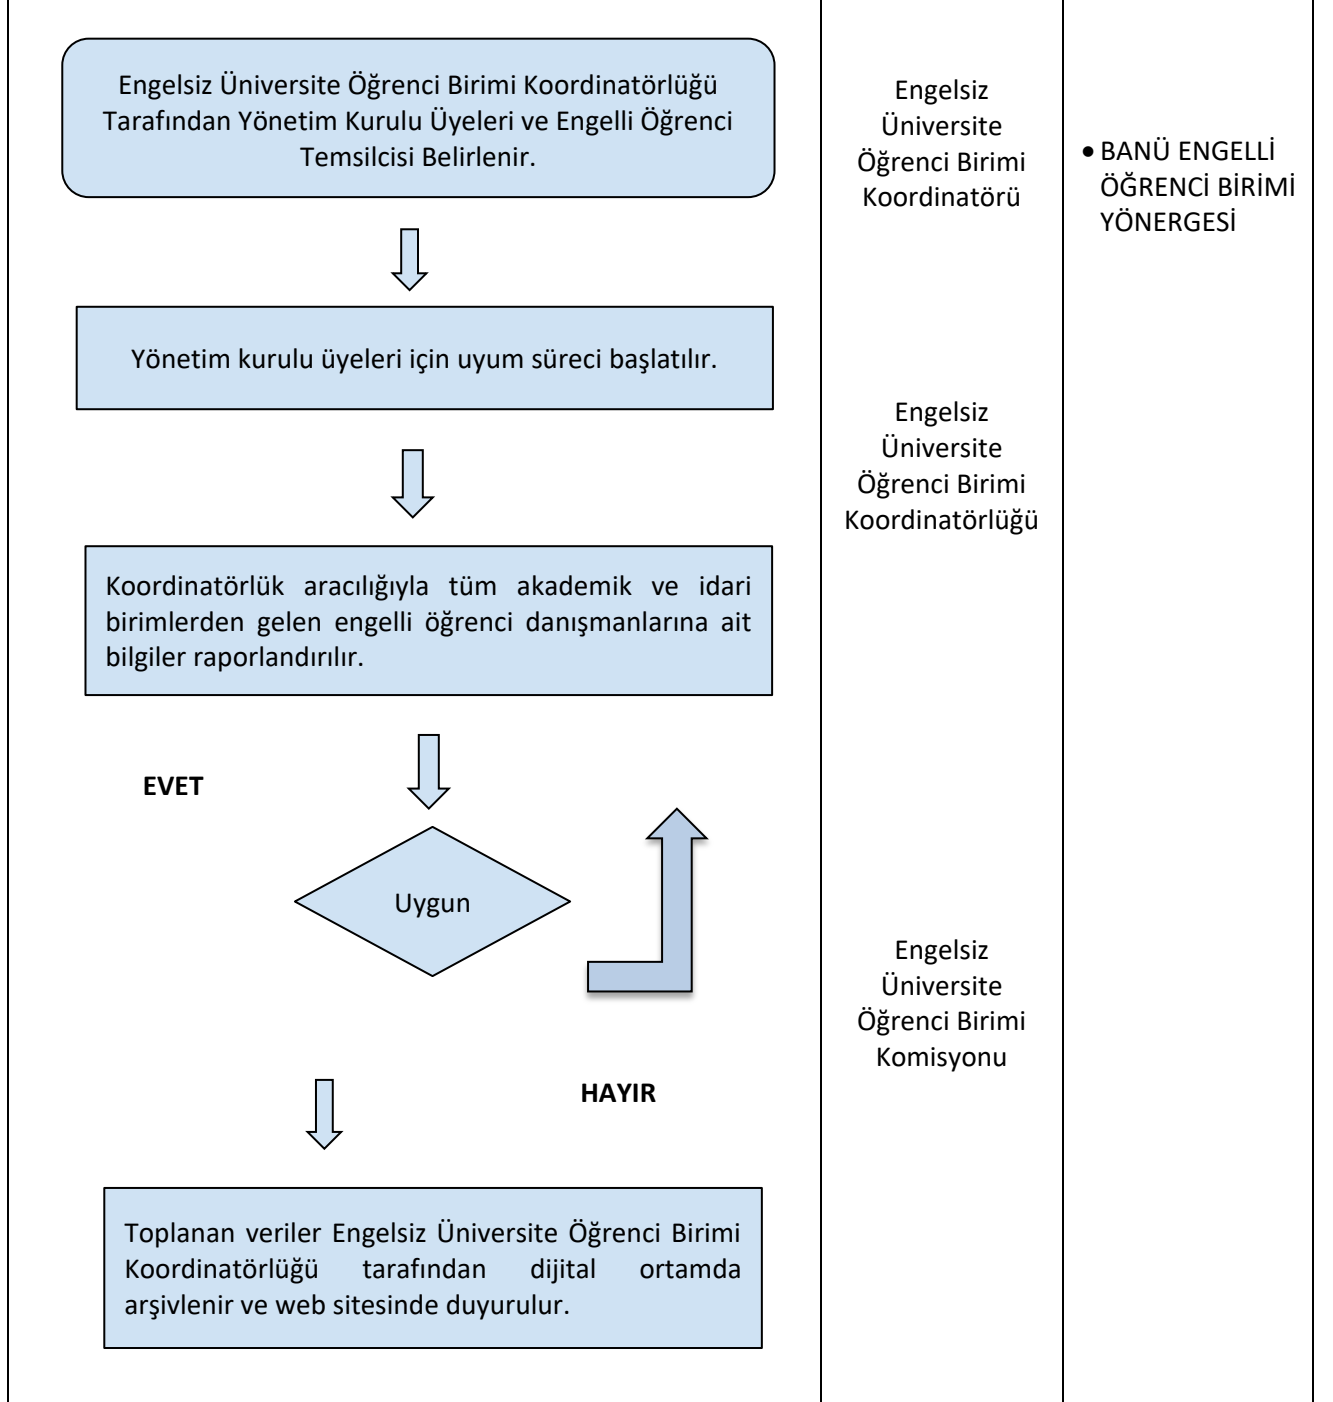 Engelsiz Üniversite Öğrenci Birimi Koordinatörlüğü
Tarafından Yönetim Kurulu Üyeleri ve Engelli Öğrenci
Temsilcisi Belirlenir.
Engelsiz
Üniversite
Öğrenci Birimi
Koordinatörü
• BANÜ ENGELLİ
ÖĞRENCİ BİRİMİ
YÖNERGESİ
Yönetim kurulu üyeleri için uyum süreci başlatılır.
Engelsiz
Üniversite
Öğrenci Birimi
Koordinatörlüğü
Koordinatörlük aracılığıyla tüm akademik ve idari
birimlerden gelen engelli öğrenci danışmanlarına ait
bilgiler raporlandırılır.
EVET
Uygun
Engelsiz
Üniversite
Öğrenci Birimi
Komisyonu
HAYIR
Toplanan veriler Engelsiz Üniversite Öğrenci Birimi
Koordinatörlüğü tarafından dijital ortamda
arşivlenir ve web sitesinde duyurulur.